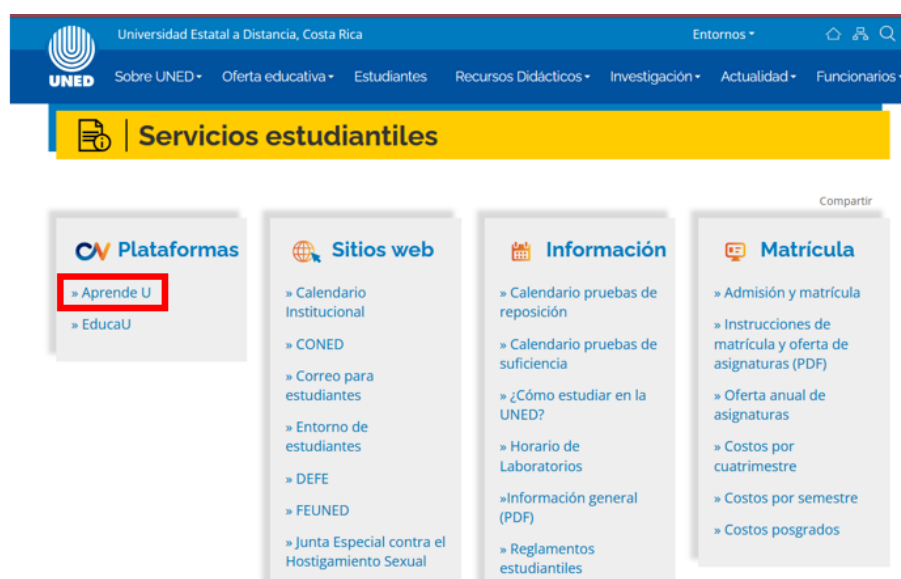 Universidad Estatal a Distancia, Costa Rica
Entornos
UNED
Sobre UNED
Oferta educativa
Estudiantes
Recursos Didácticos
Investigación
Actualidad
Funcionarios
Servicios estudiantiles
Compartir
Plataformas
» Aprende U
» EducaU
Sitios web
» Calendario
Institucional
» CONED
» Correo para
estudiantes
» Entorno de
estudiantes
» DEFE
» FEUNED
» Junta Especial contra el
Hostigamiento Sexual
Información
» Calendario pruebas de
reposición
» Calendario pruebas de
suficiencia
» ¿Cómo estudiar en la
UNED?
» Horario de
Laboratorios
»Información general
(PDF)
» Reglamentos
estudiantiles
Matrícula
» Admisión y matrícula
» Instrucciones de
matrícula y oferta de
asignaturas (PDF)
» Oferta anual de
asignaturas
» Costos por
cuatrimestre
» Costos por semestre
» Costos posgrados